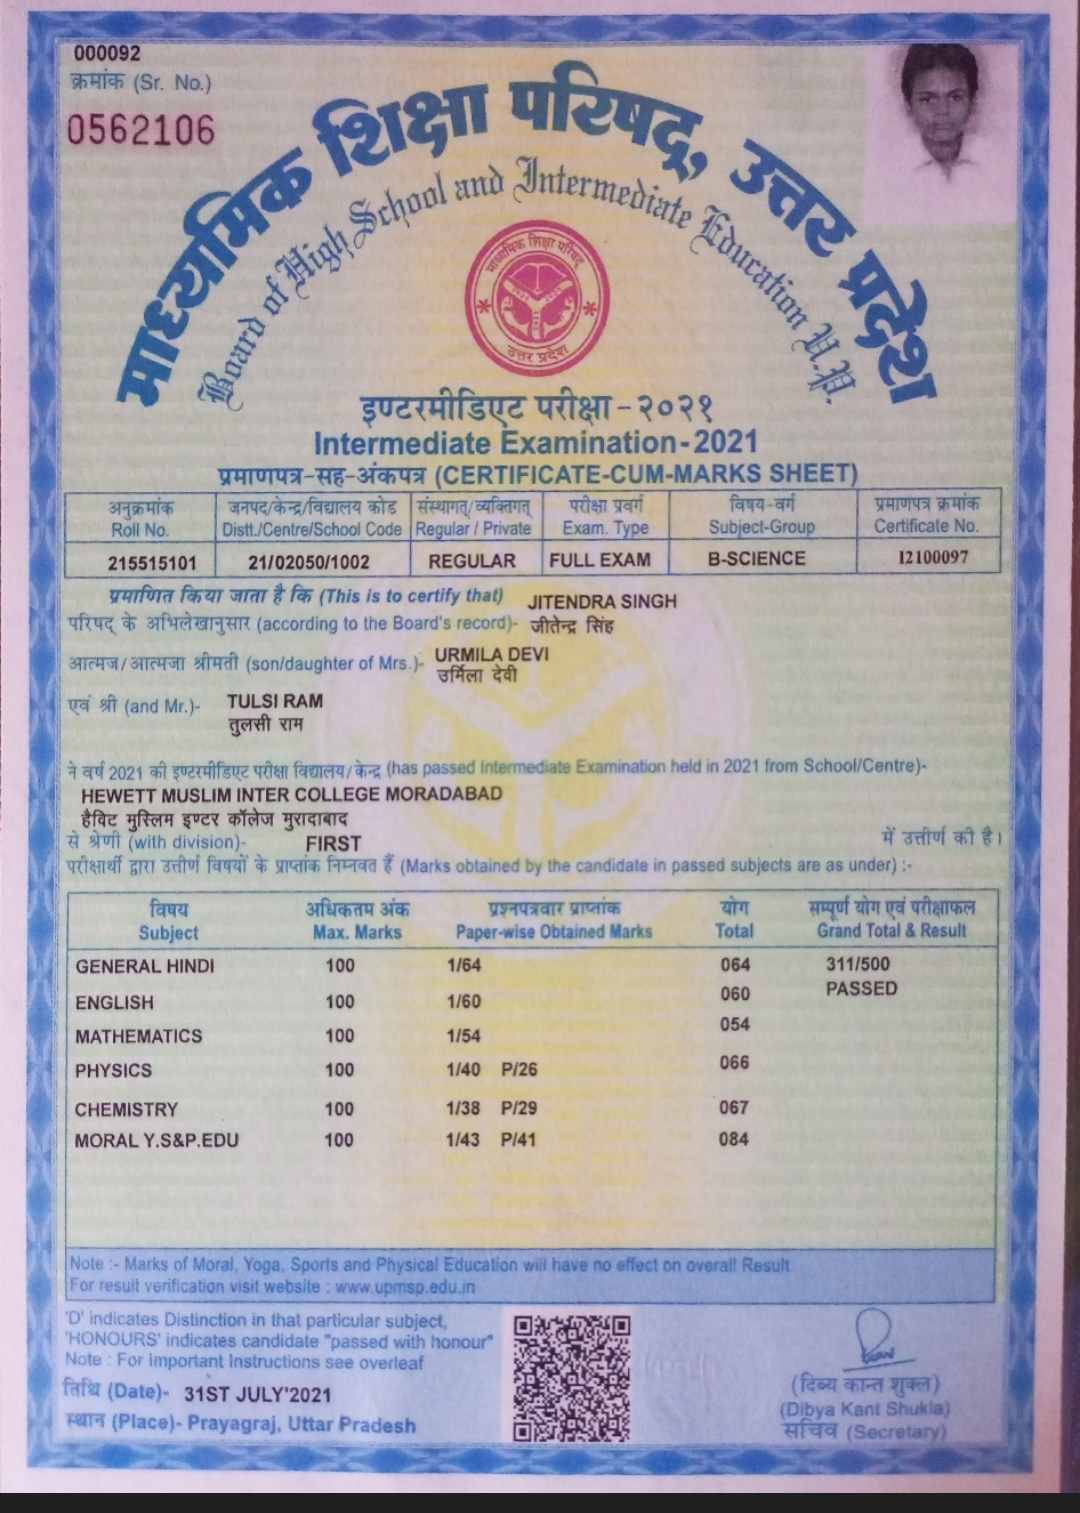 000092
क्रमांक (Sr. No.)
0562106
माध्यमिक शिक्षा परिषद्, उत्तर प्रदेश
Board of High School and Intermediate Education U.P.
माध्यमिक शिक्षा परिषद
उत्तर प्रदेश
इण्टरमीडिएट परीक्षा-२०२१
Intermediate Examination-2021
प्रमाणपत्र-सह-अंकपत्र (CERTIFICATE-CUM-MARKS SHEET)
अनुक्रमांक जनपद/केन्द्र/विद्यालय कोड संस्थागत/व्यक्तिगत परीक्षा प्रवर्ग विषय-वर्ग प्रमाणपत्र क्रमांक
Roll No. Distt./Centre/School Code Regular / Private Exam. Type Subject-Group Certificate No.
215515101 21/02050/1002 REGULAR FULL EXAM B-SCIENCE I2100097
प्रमाणित किया जाता है कि (This is to certify that) JITENDRA SINGH
परिषद् के अभिलेखानुसार (according to the Board's record)- जीतेन्द्र सिंह
आत्मज/आत्मजा श्रीमती (son/daughter of Mrs.)- URMILA DEVI
उर्मिला देवी
एवं श्री (and Mr.)- TULSI RAM
तुलसी राम
ने वर्ष 2021 की इण्टरमीडिएट परीक्षा विद्यालय/केन्द्र (has passed Intermediate Examination held in 2021 from School/Centre)-
HEWETT MUSLIM INTER COLLEGE MORADABAD
हैविट मुस्लिम इण्टर कॉलेज मुरादाबाद
से श्रेणी (with division)- FIRST में उत्तीर्ण की है।
परीक्षार्थी द्वारा उत्तीर्ण विषयों के प्राप्तांक निम्नवत हैं (Marks obtained by the candidate in passed subjects are as under) :-
विषय अधिकतम अंक प्रश्नपत्रवार प्राप्तांक योग सम्पूर्ण योग एवं परीक्षाफल
Subject Max. Marks Paper-wise Obtained Marks Total Grand Total & Result
GENERAL HINDI 100 1/64 064 311/500
PASSED
ENGLISH 100 1/60 060
MATHEMATICS 100 1/54 054
PHYSICS 100 1/40 P/26 066
CHEMISTRY 100 1/38 P/29 067
MORAL Y.S&P.EDU 100 1/43 P/41 084
Note :- Marks of Moral, Yoga, Sports and Physical Education will have no effect on overall Result
For result verification visit website : www.upmsp.edu.in
'D' indicates Distinction in that particular subject,
'HONOURS' indicates candidate "passed with honour"
Note : For important Instructions see overleaf
तिथि (Date)- 31ST JULY'2021
स्थान (Place)- Prayagraj, Uttar Pradesh
(दिव्य कान्त शुक्ल)
(Dibya Kant Shukla)
सचिव (Secretary)